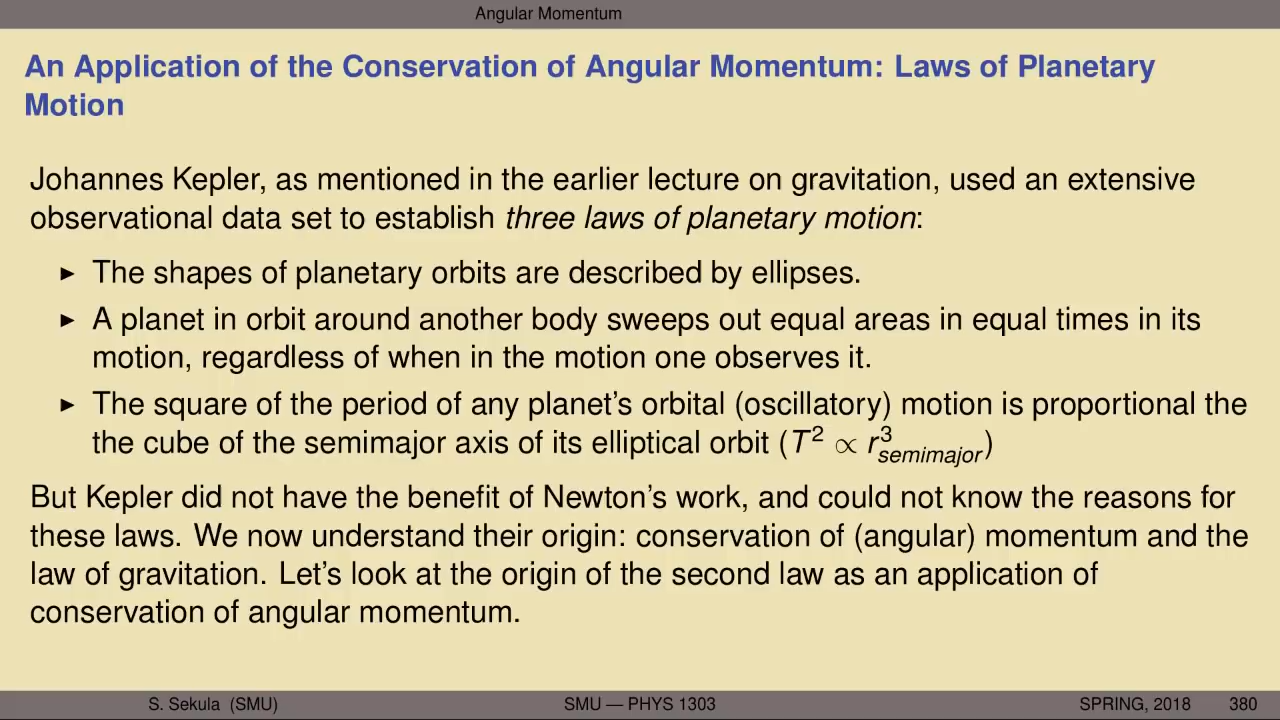 Angular Momentum
An Application of the Conservation of Angular Momentum: Laws of Planetary
Motion
Johannes Kepler, as mentioned in the earlier lecture on gravitation, used an extensive
observational data set to establish three laws of planetary motion:
▶ The shapes of planetary orbits are described by ellipses.
▶ A planet in orbit around another body sweeps out equal areas in equal times in its
motion, regardless of when in the motion one observes it.
▶ The square of the period of any planet's orbital (oscillatory) motion is proportional the
the cube of the semimajor axis of its elliptical orbit (T² ∝ r³semimajor)
But Kepler did not have the benefit of Newton's work, and could not know the reasons for
these laws. We now understand their origin: conservation of (angular) momentum and the
law of gravitation. Let's look at the origin of the second law as an application of
conservation of angular momentum.
S. Sekula (SMU) SMU — PHYS 1303 SPRING, 2018 380